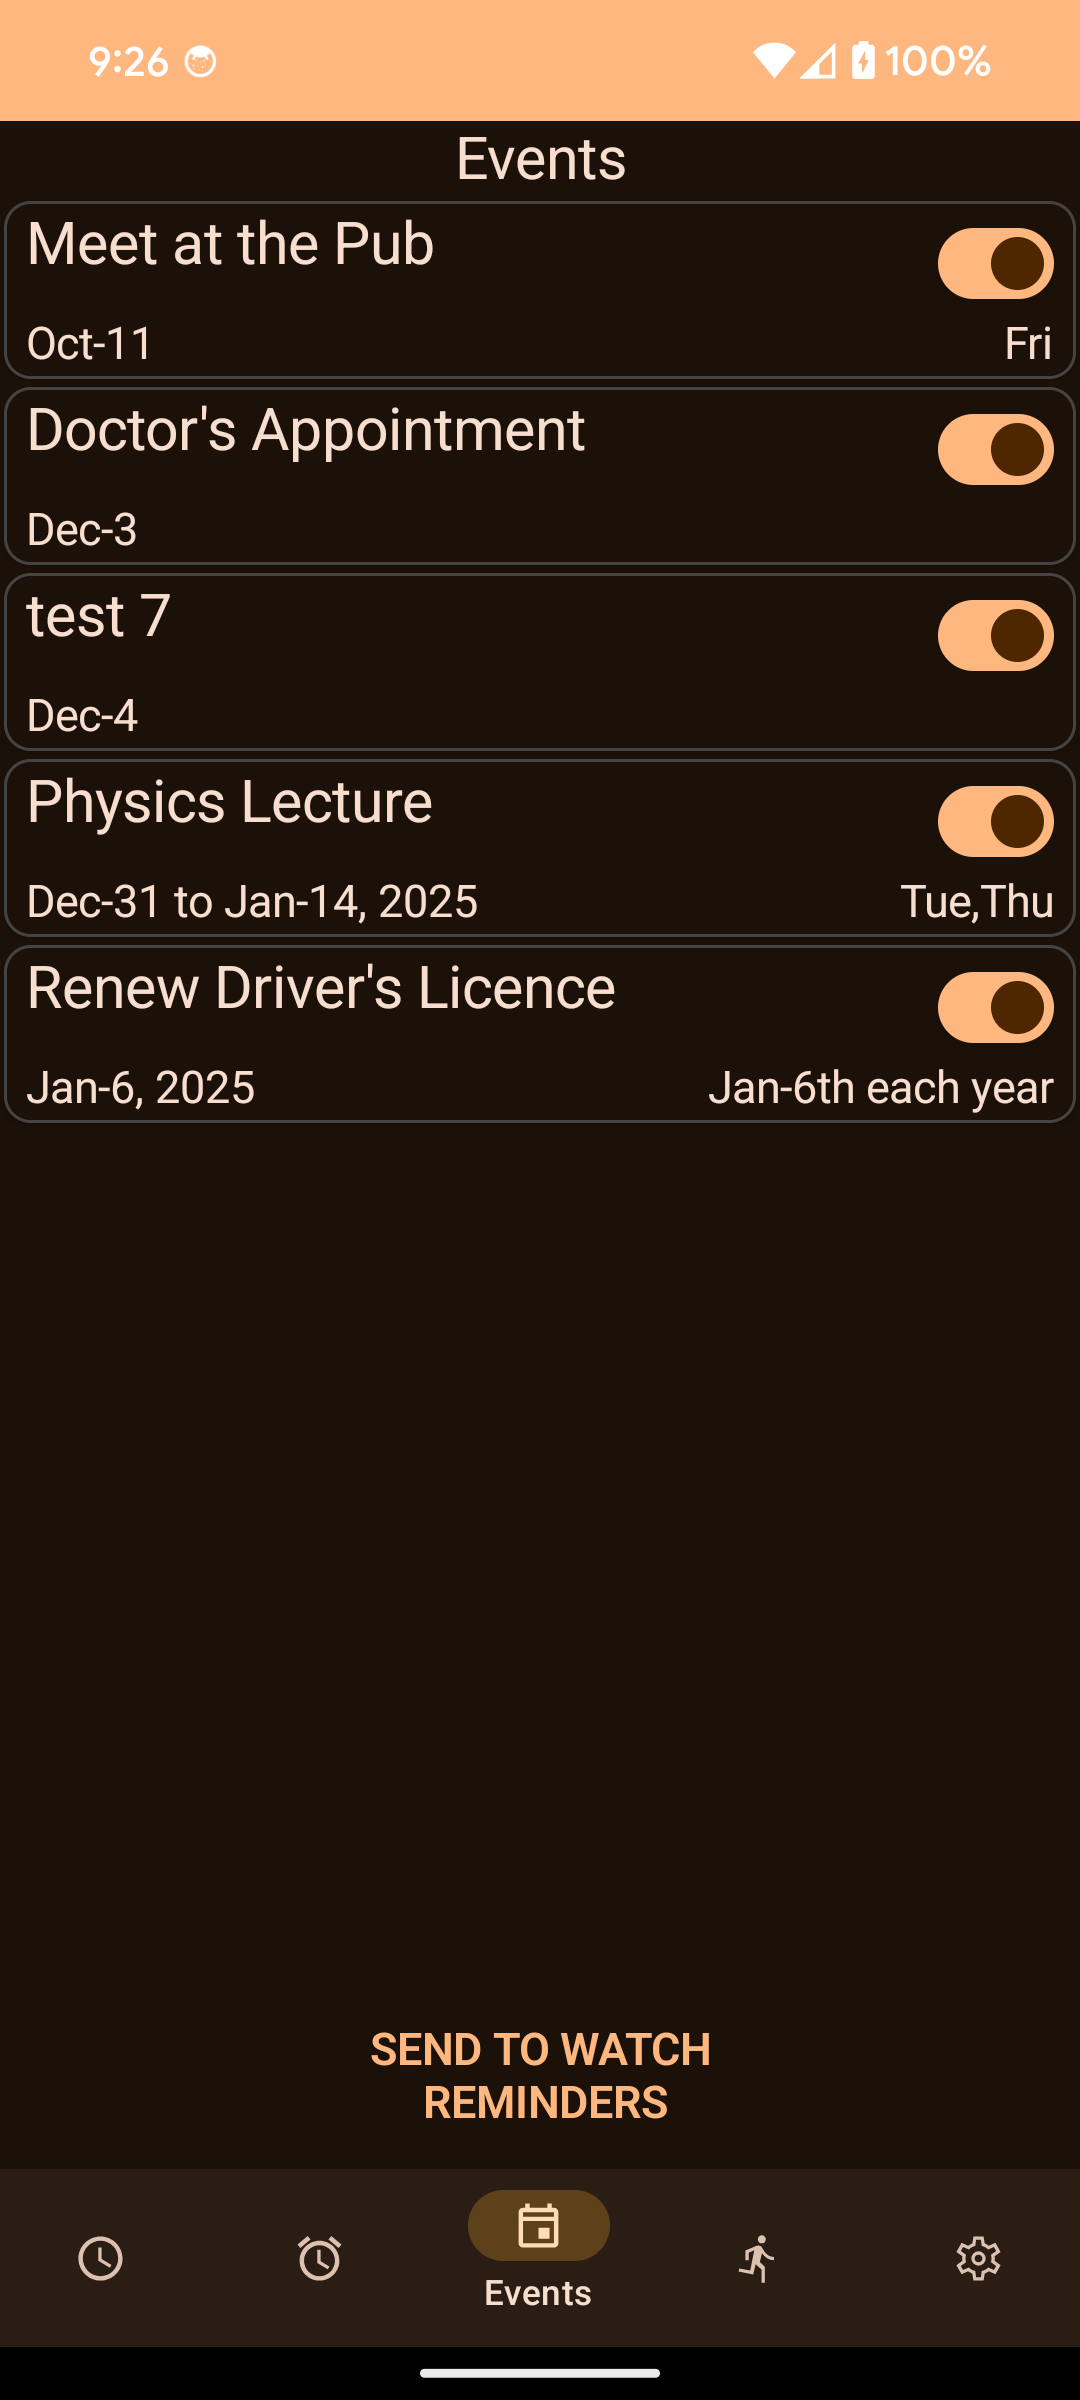 9:26 100%
Events
Meet at the Pub
Oct-11 Fri
Doctor's Appointment
Dec-3
test 7
Dec-4
Physics Lecture
Dec-31 to Jan-14, 2025 Tue,Thu
Renew Driver's Licence
Jan-6, 2025 Jan-6th each year
SEND TO WATCH
REMINDERS
Events